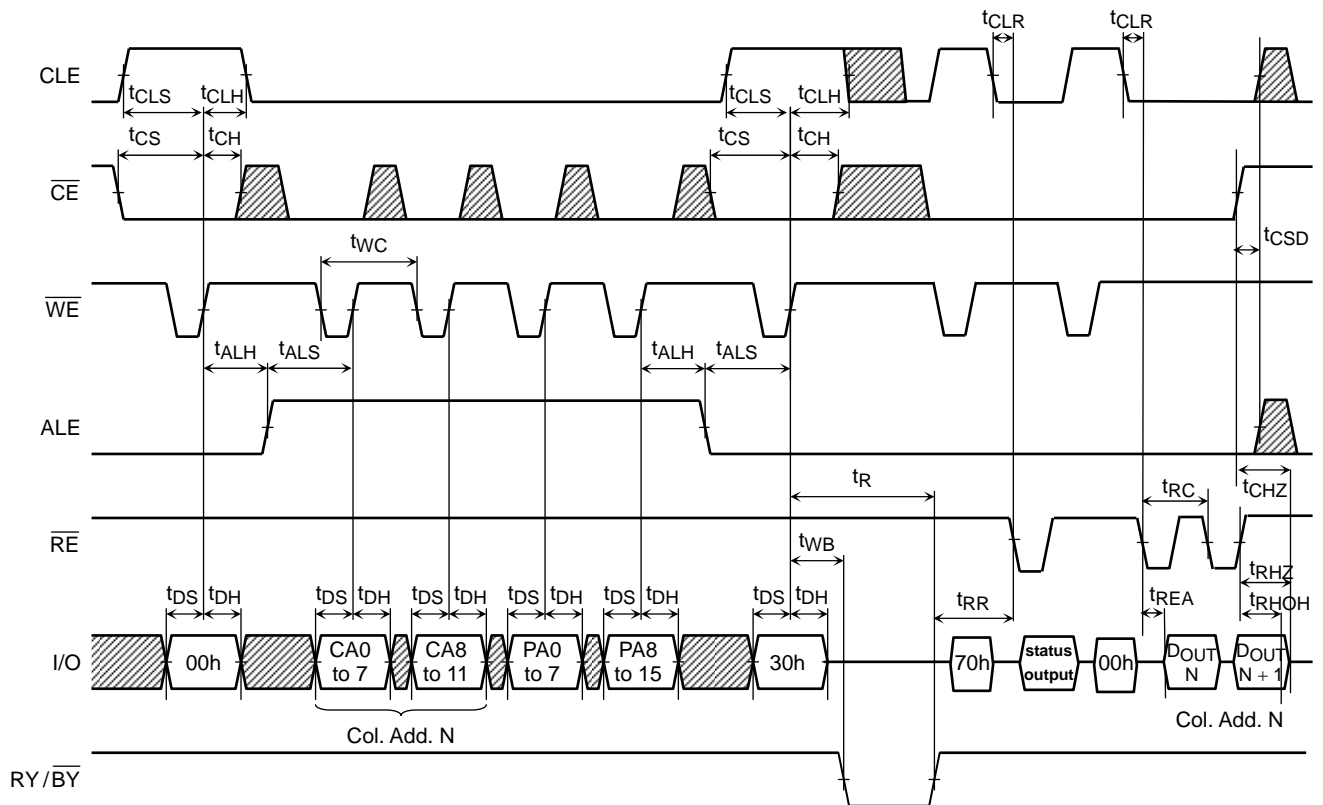 tCLR tCLR
CLE
tCLS tCLH tCLS tCLH
tCS tCH tCS tCH
CE
tCSD
tWC
WE
tALH tALS tALH tALS
ALE
tR
tRC tCHZ
RE
tWB
tDS tDH tDS tDH tDS tDH tDS tDH tDS tDH tDS tDH tRR tREA tRHZ
tRHOH
I/O 00h CA0 to 7 CA8 to 11 PA0 to 7 PA8 to 15 30h 70h status output 00h DOUT N DOUT N + 1
Col. Add. N Col. Add. N
RY/BY